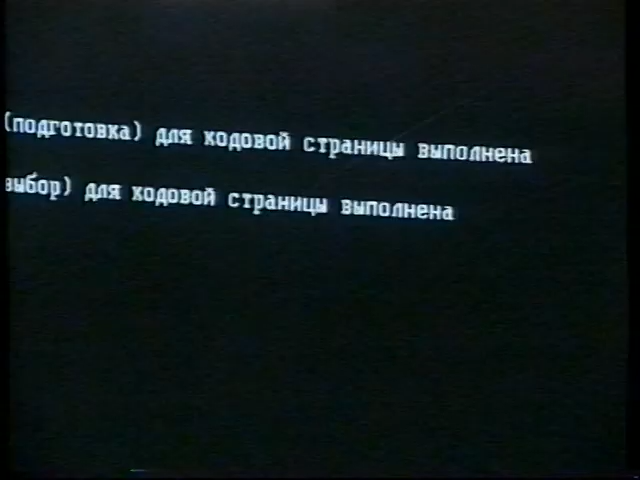 (подготовка) для кодовой страницы выполнена
выбор) для кодовой страницы выполнена